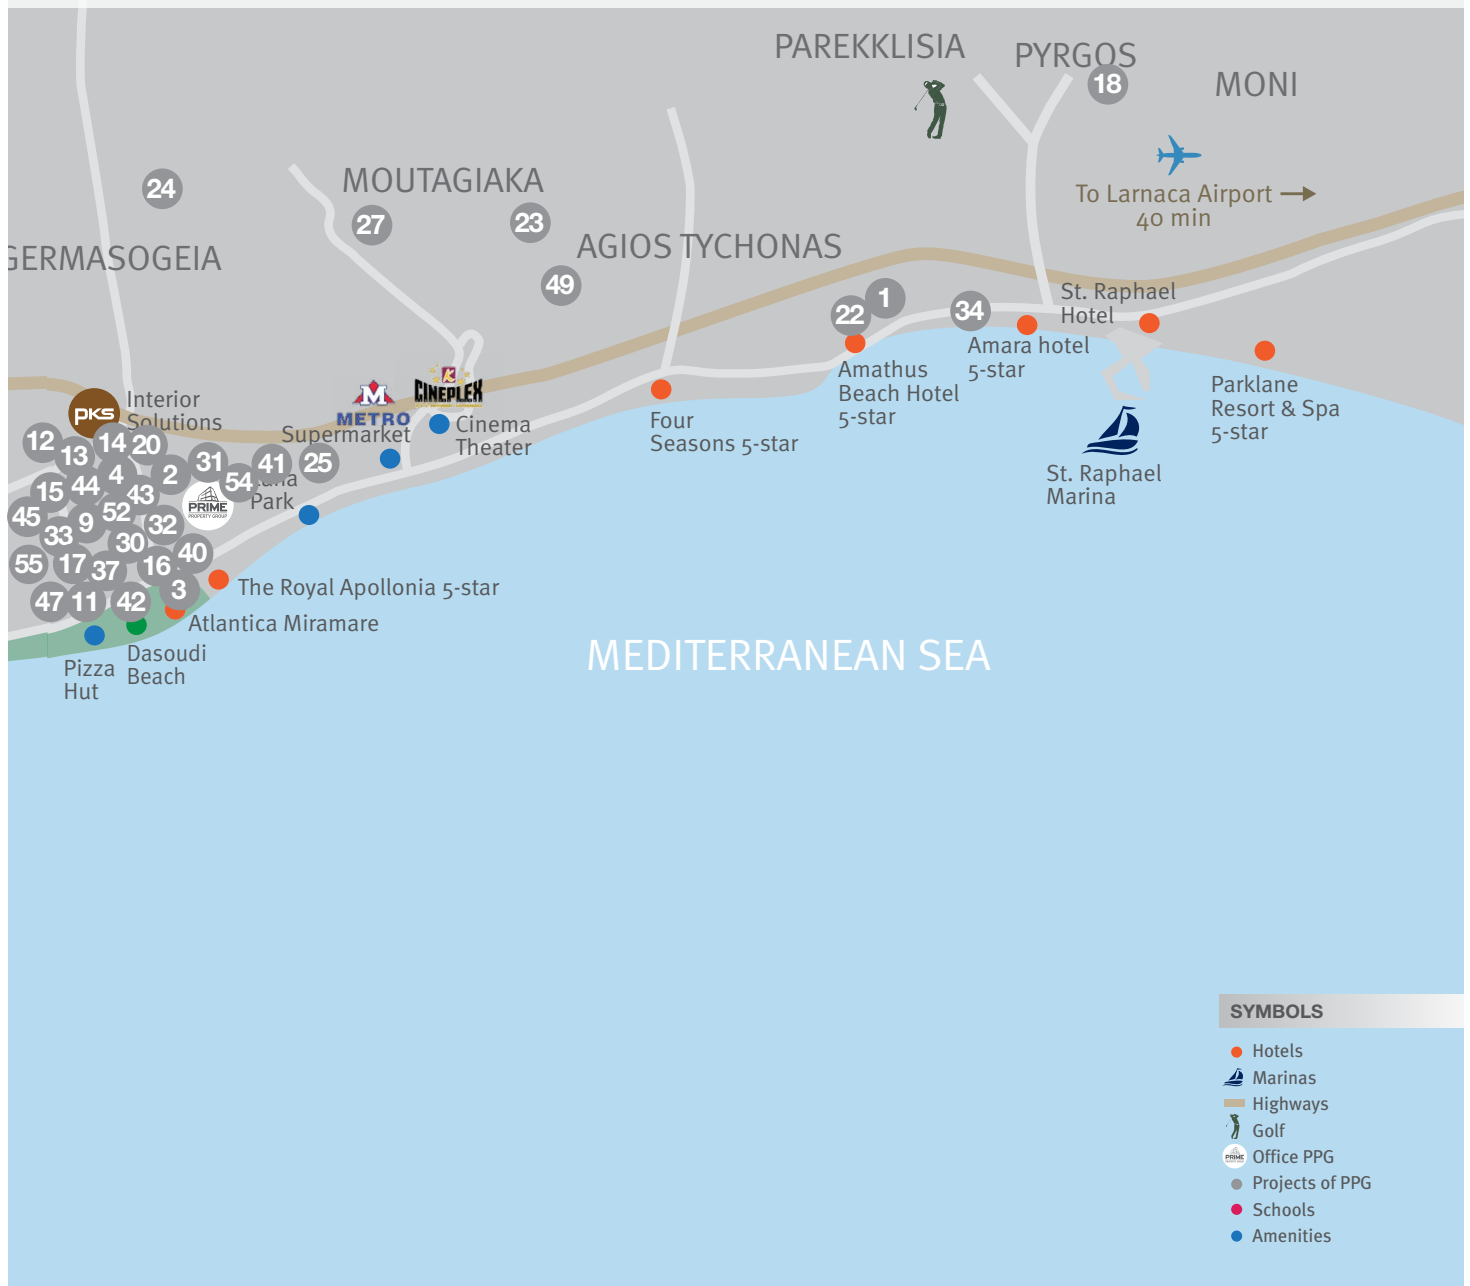 PAREKKLISIA
PYRGOS
18
MONI
To Larnaca Airport
40 min
24
MOUTAGIAKA
27
23
GERMASOGEIA
AGIOS TYCHONAS
49
22
1
34
St. Raphael
Hotel
Amara hotel
5-star
Amathus
Beach Hotel
5-star
Parklane
Resort & Spa
5-star
St. Raphael
Marina
Four
Seasons 5-star
K
CINEPLEX
Cinema
Theater
M
METRO
Supermarket
pks
Interior
Solutions
12
13
14
20
31
41
25
15
44
4
2
54
43
Park
PRIME
PROPERTY GROUP
45
9
52
32
33
30
40
55
17
37
16
47
11
42
3
The Royal Apollonia 5-star
Atlantica Miramare
Dasoudi
Beach
Pizza
Hut
MEDITERRANEAN SEA
SYMBOLS
Hotels
Marinas
Highways
Golf
PRIME
Office PPG
Projects of PPG
Schools
Amenities